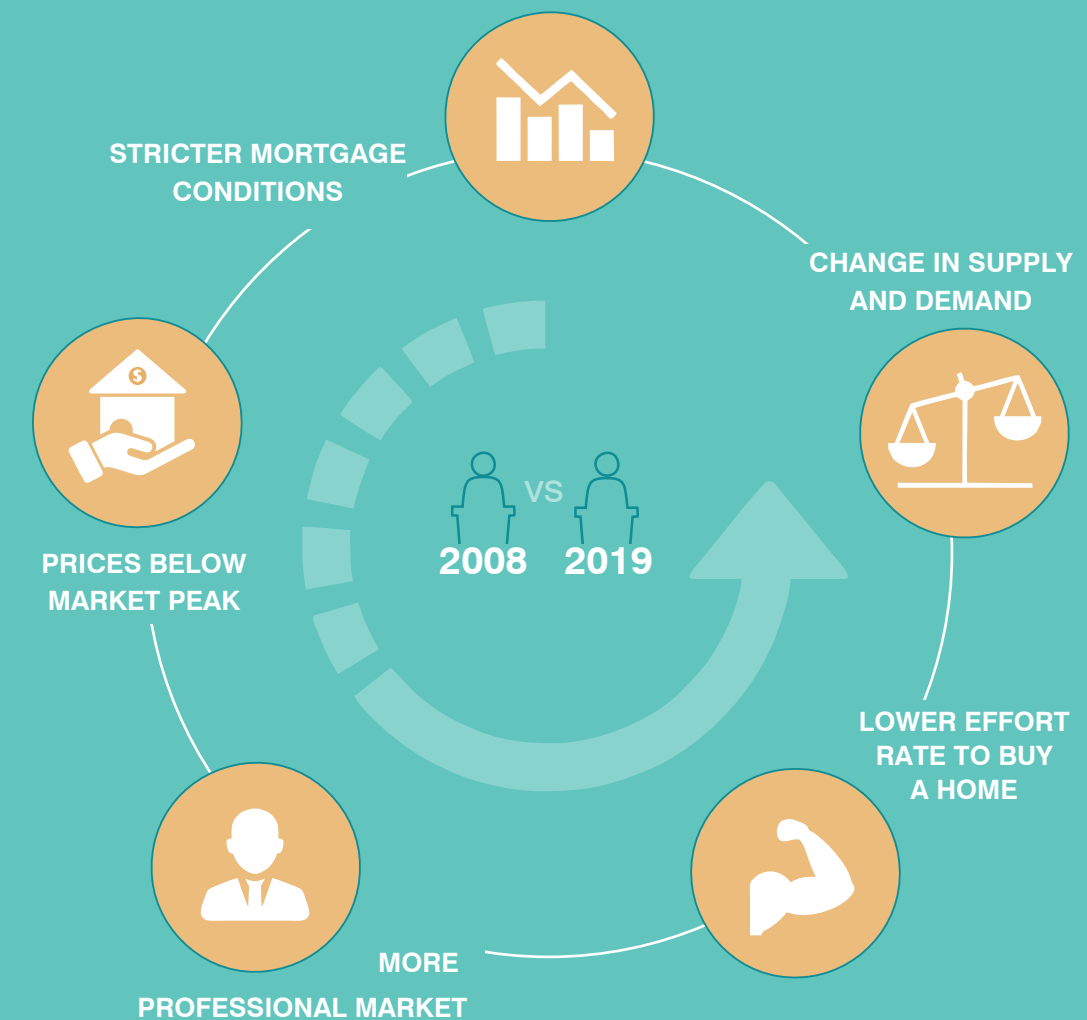 STRICTER MORTGAGE
CONDITIONS
CHANGE IN SUPPLY
AND DEMAND
$
VS
2008 2019
PRICES BELOW
MARKET PEAK
LOWER EFFORT
RATE TO BUY
A HOME
MORE
PROFESSIONAL MARKET